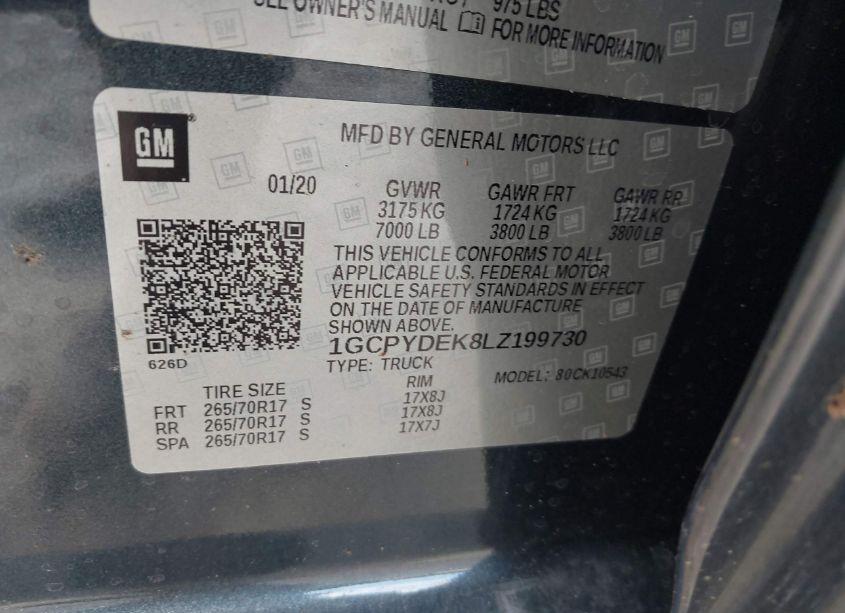 975 LBS
SEE OWNER'S MANUAL FOR MORE INFORMATION
GM
MFD BY GENERAL MOTORS LLC
01/20
GVWR GAWR FRT GAWR RR
3175 KG 1724 KG 1724 KG
7000 LB 3800 LB 3800 LB
THIS VEHICLE CONFORMS TO ALL
APPLICABLE U.S. FEDERAL MOTOR
VEHICLE SAFETY STANDARDS IN EFFECT
ON THE DATE OF MANUFACTURE
SHOWN ABOVE.
1GCPYDEK8LZ199730
TYPE: TRUCK
MODEL: 80CK10543
626D
TIRE SIZE RIM
FRT 265/70R17 S 17X8J
RR 265/70R17 S 17X8J
SPA 265/70R17 S 17X7J